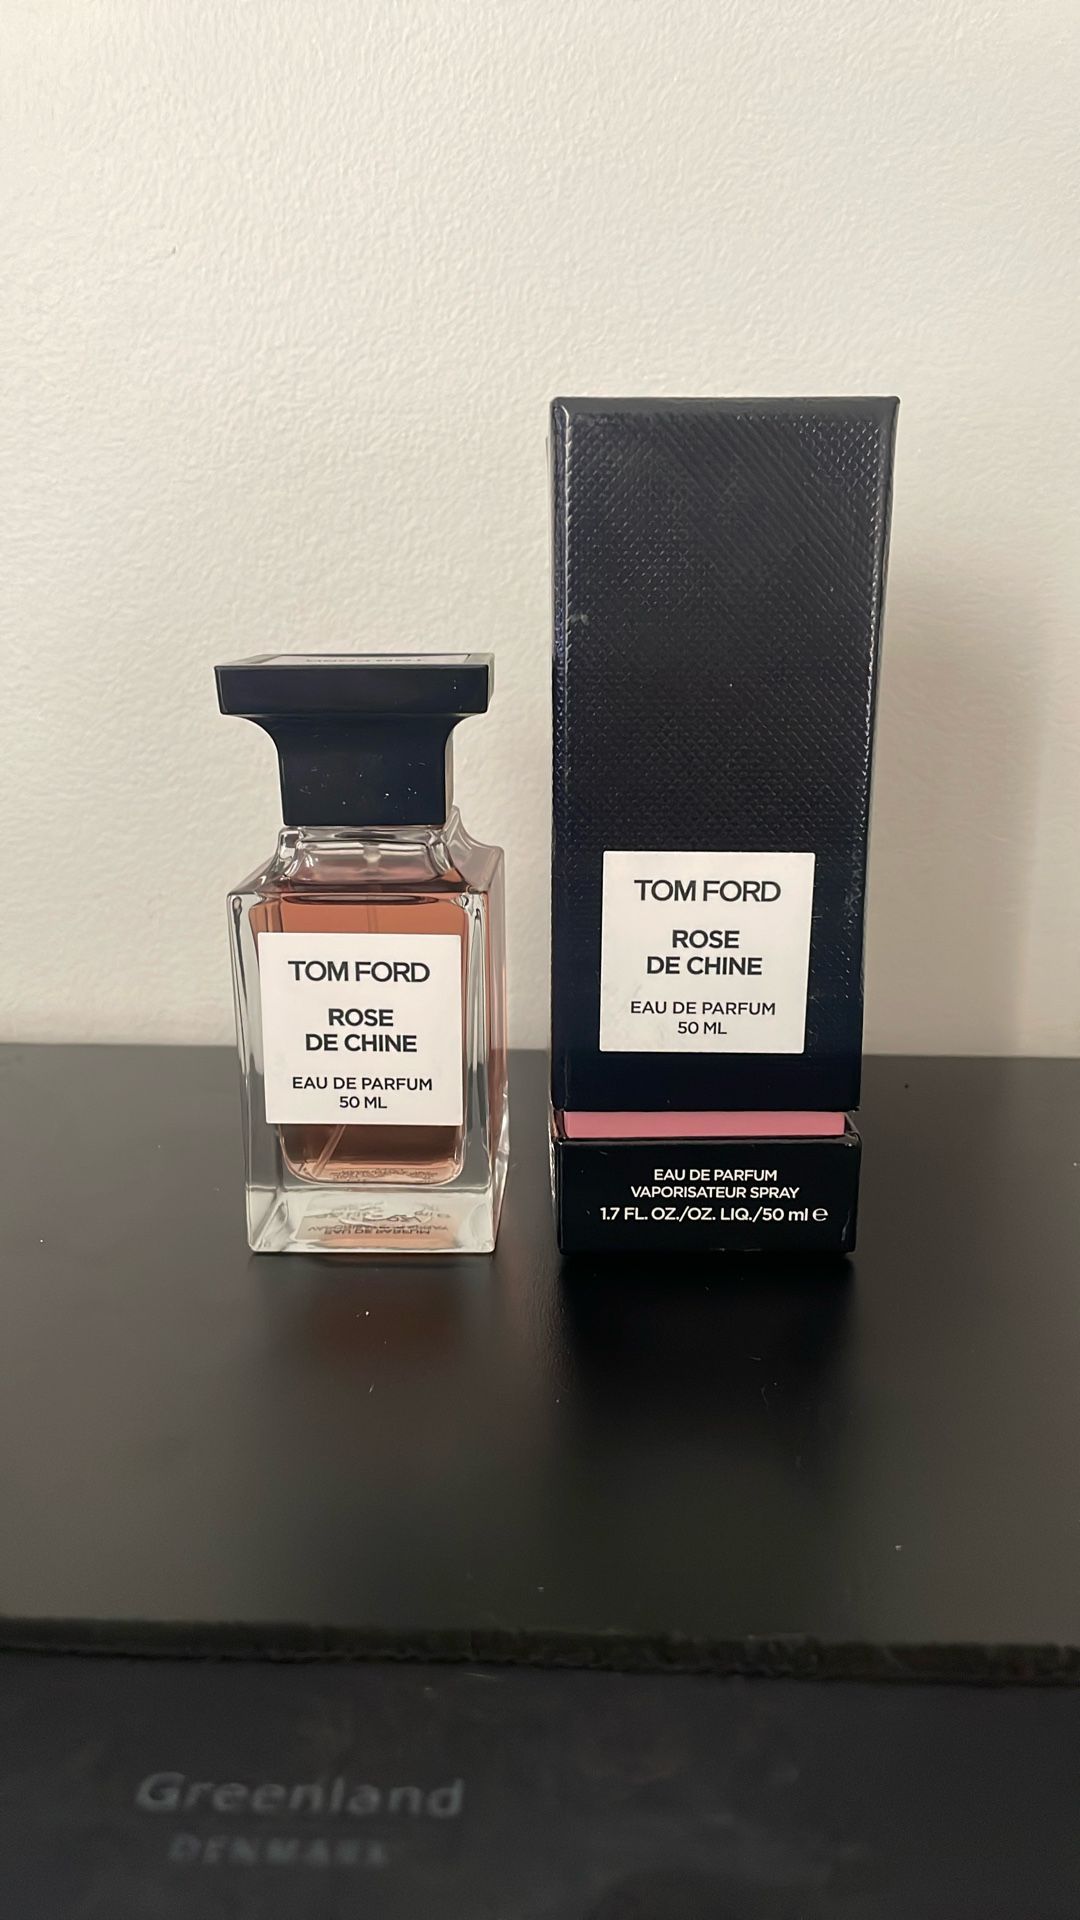 TOM FORD
ROSE
DE CHINE
EAU DE PARFUM
50 ML
TOM FORD
ROSE
DE CHINE
EAU DE PARFUM
50 ML
EAU DE PARFUM
VAPORISATEUR SPRAY
1.7 FL. OZ./OZ. LIQ./50 ml ℮
Greenland
DENMARK